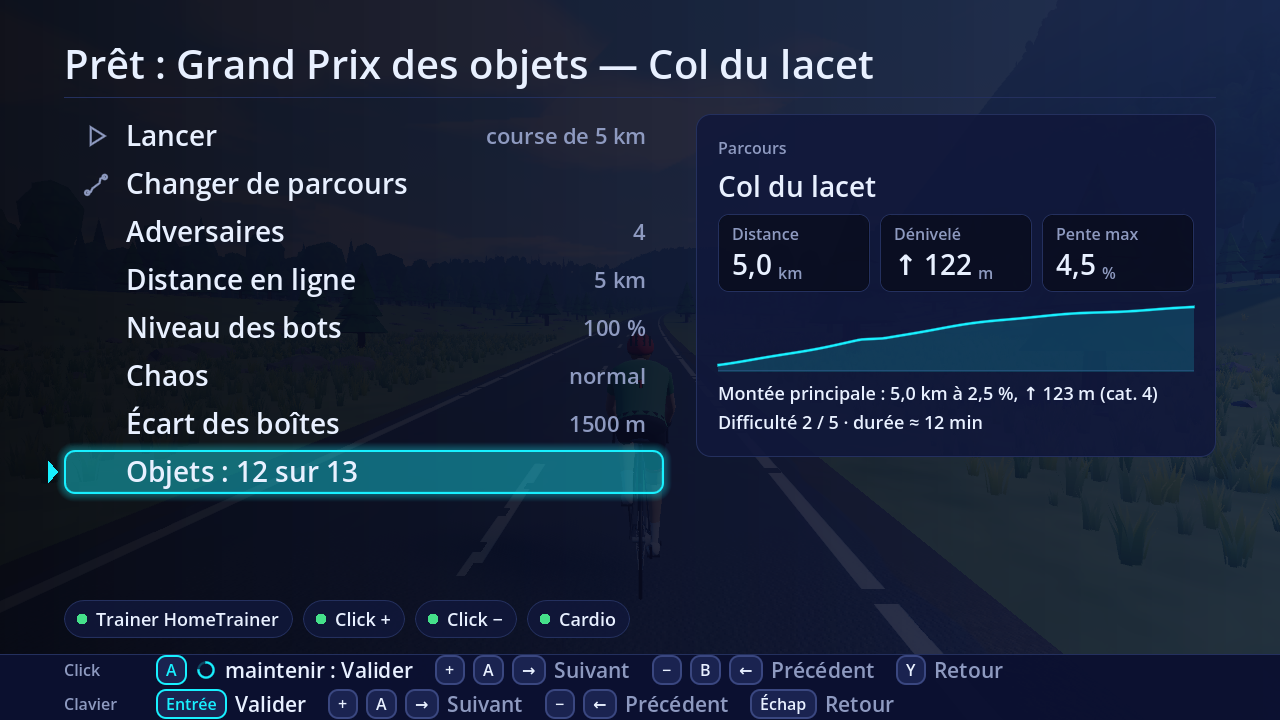 Prêt : Grand Prix des objets — Col du lacet
Lancer course de 5 km
Changer de parcours
Adversaires 4
Distance en ligne 5 km
Niveau des bots 100 %
Chaos normal
Écart des boîtes 1500 m
Objets : 12 sur 13
Parcours
Col du lacet
Distance Dénivelé Pente max
5,0 km ↑ 122 m 4,5 %
Montée principale : 5,0 km à 2,5 %, ↑ 123 m (cat. 4)
Difficulté 2 / 5 · durée ≈ 12 min
Trainer HomeTrainer Click + Click − Cardio
Click A maintenir : Valider + A → Suivant − B ← Précédent Y Retour
Clavier Entrée Valider + A → Suivant − ← Précédent Échap Retour